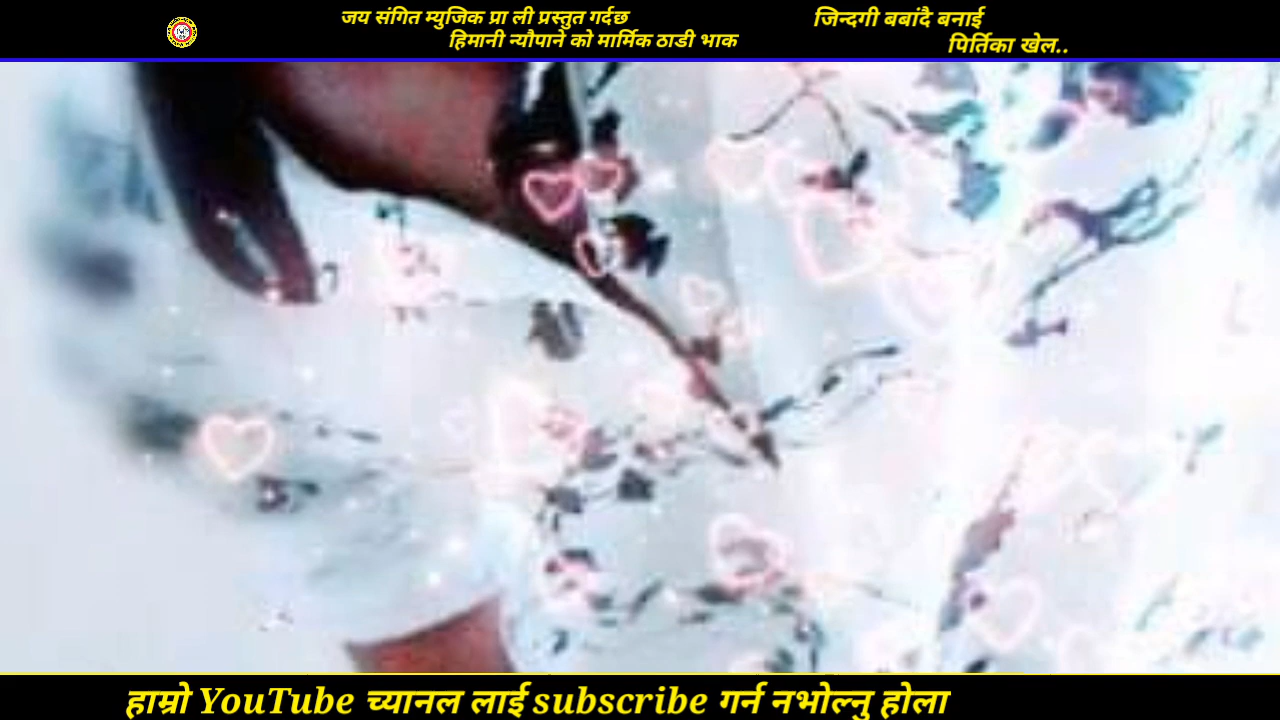 जय संगित म्युजिक प्रा ली प्रस्तुत गर्दछ
हिमानी न्यौपाने को मार्मिक ठाडी भाक
जिन्दगी बबांदै बनाई
पिर्तिका खेल..
हाम्रो YouTube च्यानल लाई subscribe गर्न नभोल्नु होला